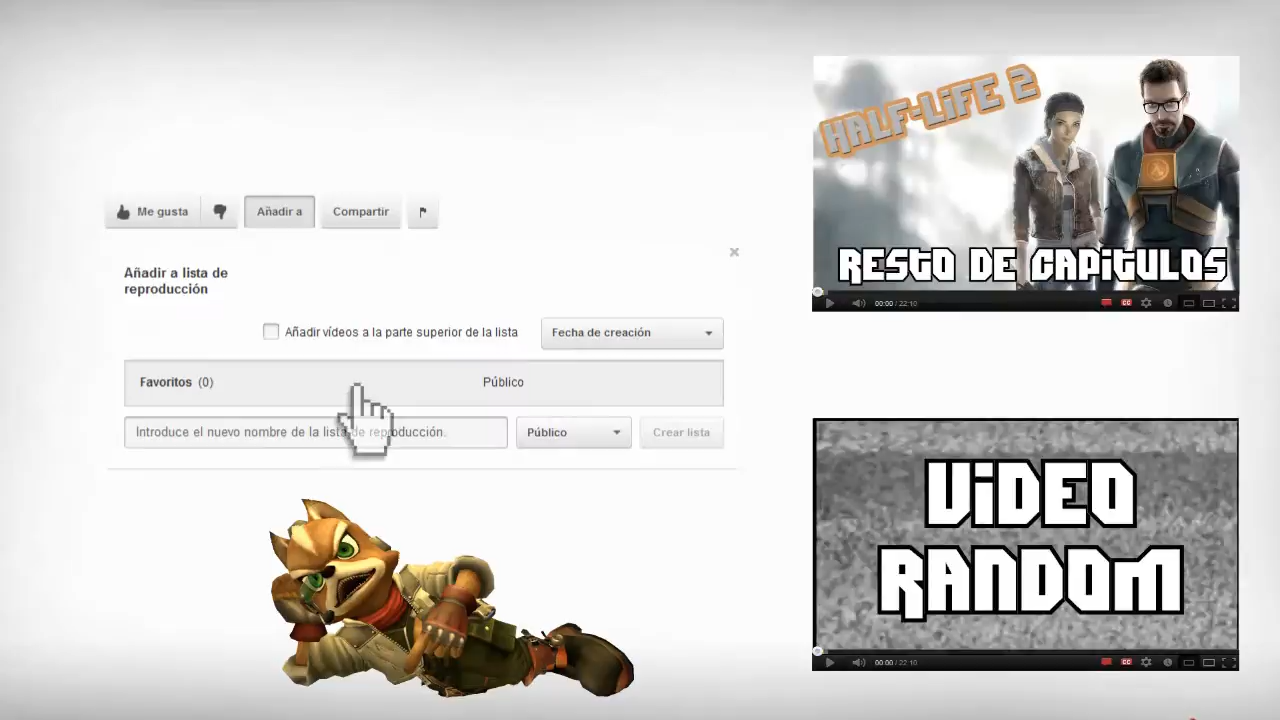 Me gusta
Añadir a
Compartir
Añadir a lista de
reproducción
Añadir vídeos a la parte superior de la lista
Fecha de creación
Favoritos (0)
Público
Introduce el nuevo nombre de la lista de reproducción.
Público
Crear lista
HALF-LiFE 2
RESTO DE CAPiTULOS
00:00 / 22:10
CC
ViDEO
RANDOM
00:00 / 22:10
CC